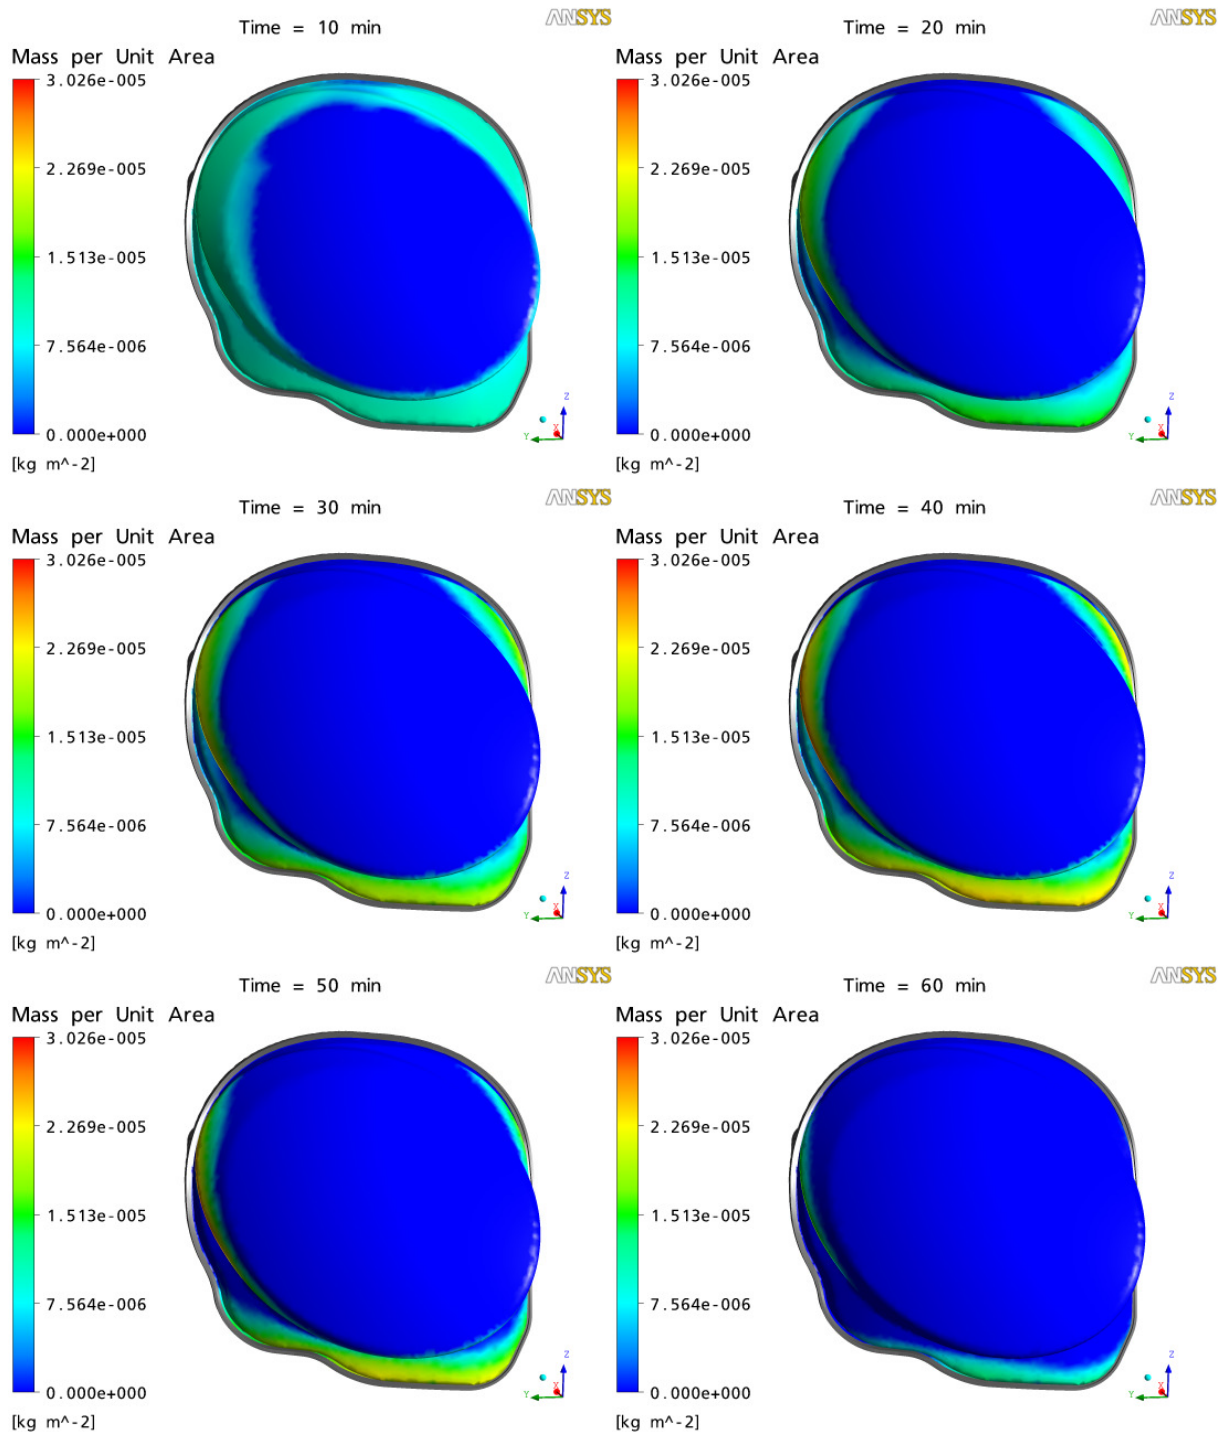 ANSYS
Time = 10 min
Mass per Unit Area
3.026e-005
2.269e-005
1.513e-005
7.564e-006
0.000e+000
[kg m^-2]
Z
Y
X
ANSYS
Time = 20 min
Mass per Unit Area
3.026e-005
2.269e-005
1.513e-005
7.564e-006
0.000e+000
[kg m^-2]
Z
Y
X
ANSYS
Time = 30 min
Mass per Unit Area
3.026e-005
2.269e-005
1.513e-005
7.564e-006
0.000e+000
[kg m^-2]
Z
Y
X
ANSYS
Time = 40 min
Mass per Unit Area
3.026e-005
2.269e-005
1.513e-005
7.564e-006
0.000e+000
[kg m^-2]
Z
Y
X
ANSYS
Time = 50 min
Mass per Unit Area
3.026e-005
2.269e-005
1.513e-005
7.564e-006
0.000e+000
[kg m^-2]
Z
Y
X
ANSYS
Time = 60 min
Mass per Unit Area
3.026e-005
2.269e-005
1.513e-005
7.564e-006
0.000e+000
[kg m^-2]
Z
Y
X